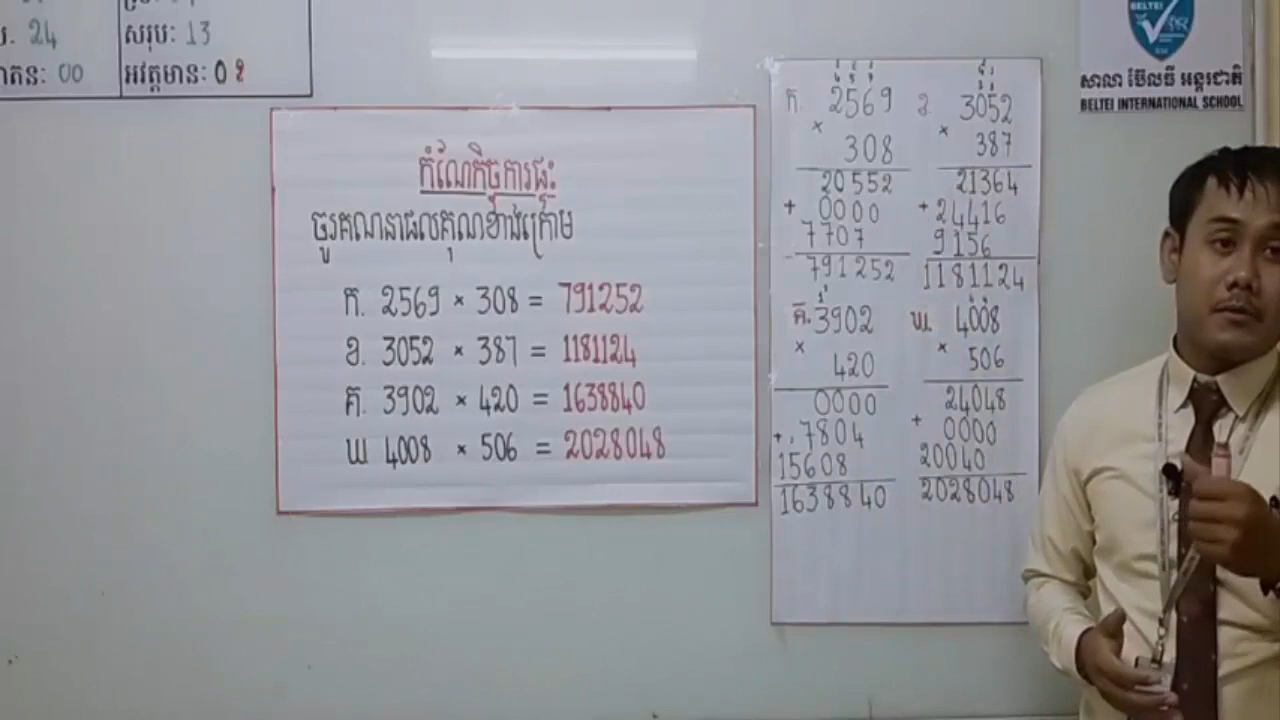 24
សរុប: 13
00
អវត្តមាន: 0 2
សាលា ប៊ែលធី អន្តរជាតិ
BELTEI
BELTEI INTERNATIONAL SCHOOL
កំណែកិច្ចការផ្ទះ
ចូរគណនាផលគុណខាងក្រោម
ក. 2569 × 308 = 791252
ខ. 3052 × 387 = 1181124
គ. 3902 × 420 = 1638840
ឃ 4008 × 506 = 2028048
ក. 2569
×
308
20552
+ 0000
7707
791252
ខ. 3052
×
387
21364
+ 24416
9156
1181124
គ. 3902
×
420
0000
+ 7804
15608
1638840
ឃ. 4008
×
506
24048
+ 0000
20040
2028048